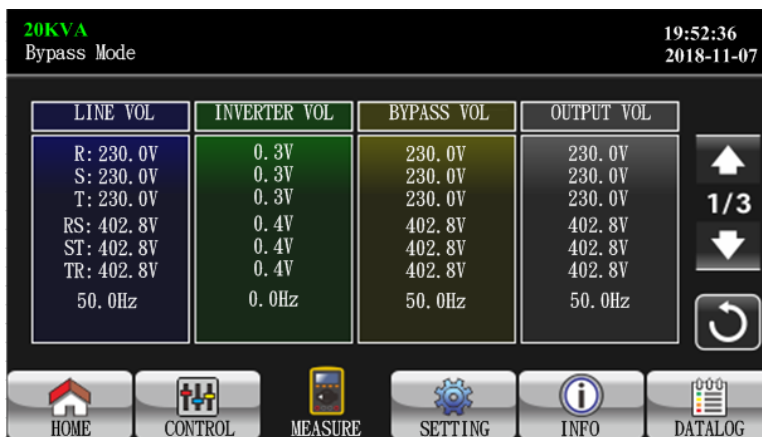 20KVA
Bypass Mode
19:52:36
2018-11-07
LINE VOL INVERTER VOL BYPASS VOL OUTPUT VOL
R: 230.0V 0.3V 230.0V 230.0V
S: 230.0V 0.3V 230.0V 230.0V
T: 230.0V 0.3V 230.0V 230.0V
RS: 402.8V 0.4V 402.8V 402.8V
ST: 402.8V 0.4V 402.8V 402.8V
TR: 402.8V 0.4V 402.8V 402.8V
50.0Hz 0.0Hz 50.0Hz 50.0Hz
1/3
HOME CONTROL MEASURE SETTING INFO DATALOG